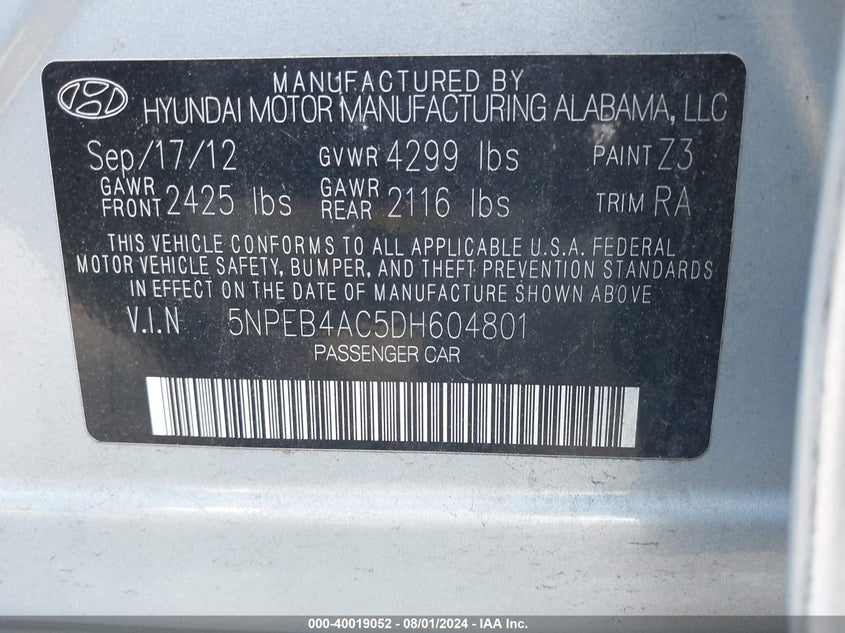 MANUFACTURED BY
HYUNDAI MOTOR MANUFACTURING ALABAMA, LLC
Sep/17/12 GVWR 4299 lbs PAINT Z3
GAWR FRONT 2425 lbs GAWR REAR 2116 lbs TRIM RA
THIS VEHICLE CONFORMS TO ALL APPLICABLE U.S.A. FEDERAL
MOTOR VEHICLE SAFETY, BUMPER, AND THEFT PREVENTION STANDARDS
IN EFFECT ON THE DATE OF MANUFACTURE SHOWN ABOVE
V.I.N 5NPEB4AC5DH604801
PASSENGER CAR
000-40019052 - 08/01/2024 - IAA Inc.